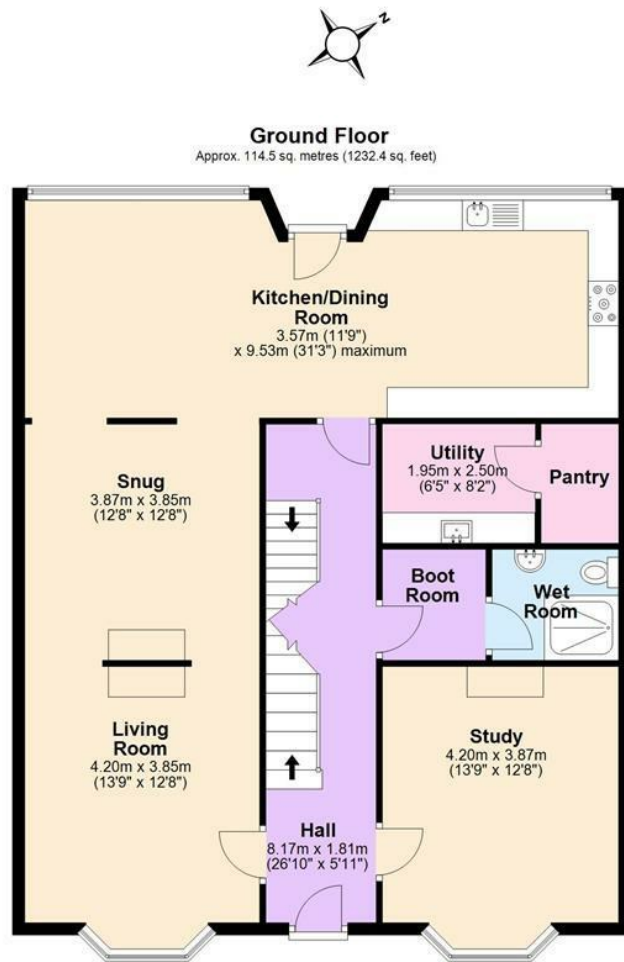 N
Ground Floor
Approx. 114.5 sq. metres (1232.4 sq. feet)
Kitchen/Dining
Room
3.57m (11'9")
x 9.53m (31'3") maximum
Utility
1.95m x 2.50m
(6'5" x 8'2")
Pantry
Snug
3.87m x 3.85m
(12'8" x 12'8")
Boot
Room
Wet
Room
Living
Room
4.20m x 3.85m
(13'9" x 12'8")
Study
4.20m x 3.87m
(13'9" x 12'8")
Hall
8.17m x 1.81m
(26'10" x 5'11")